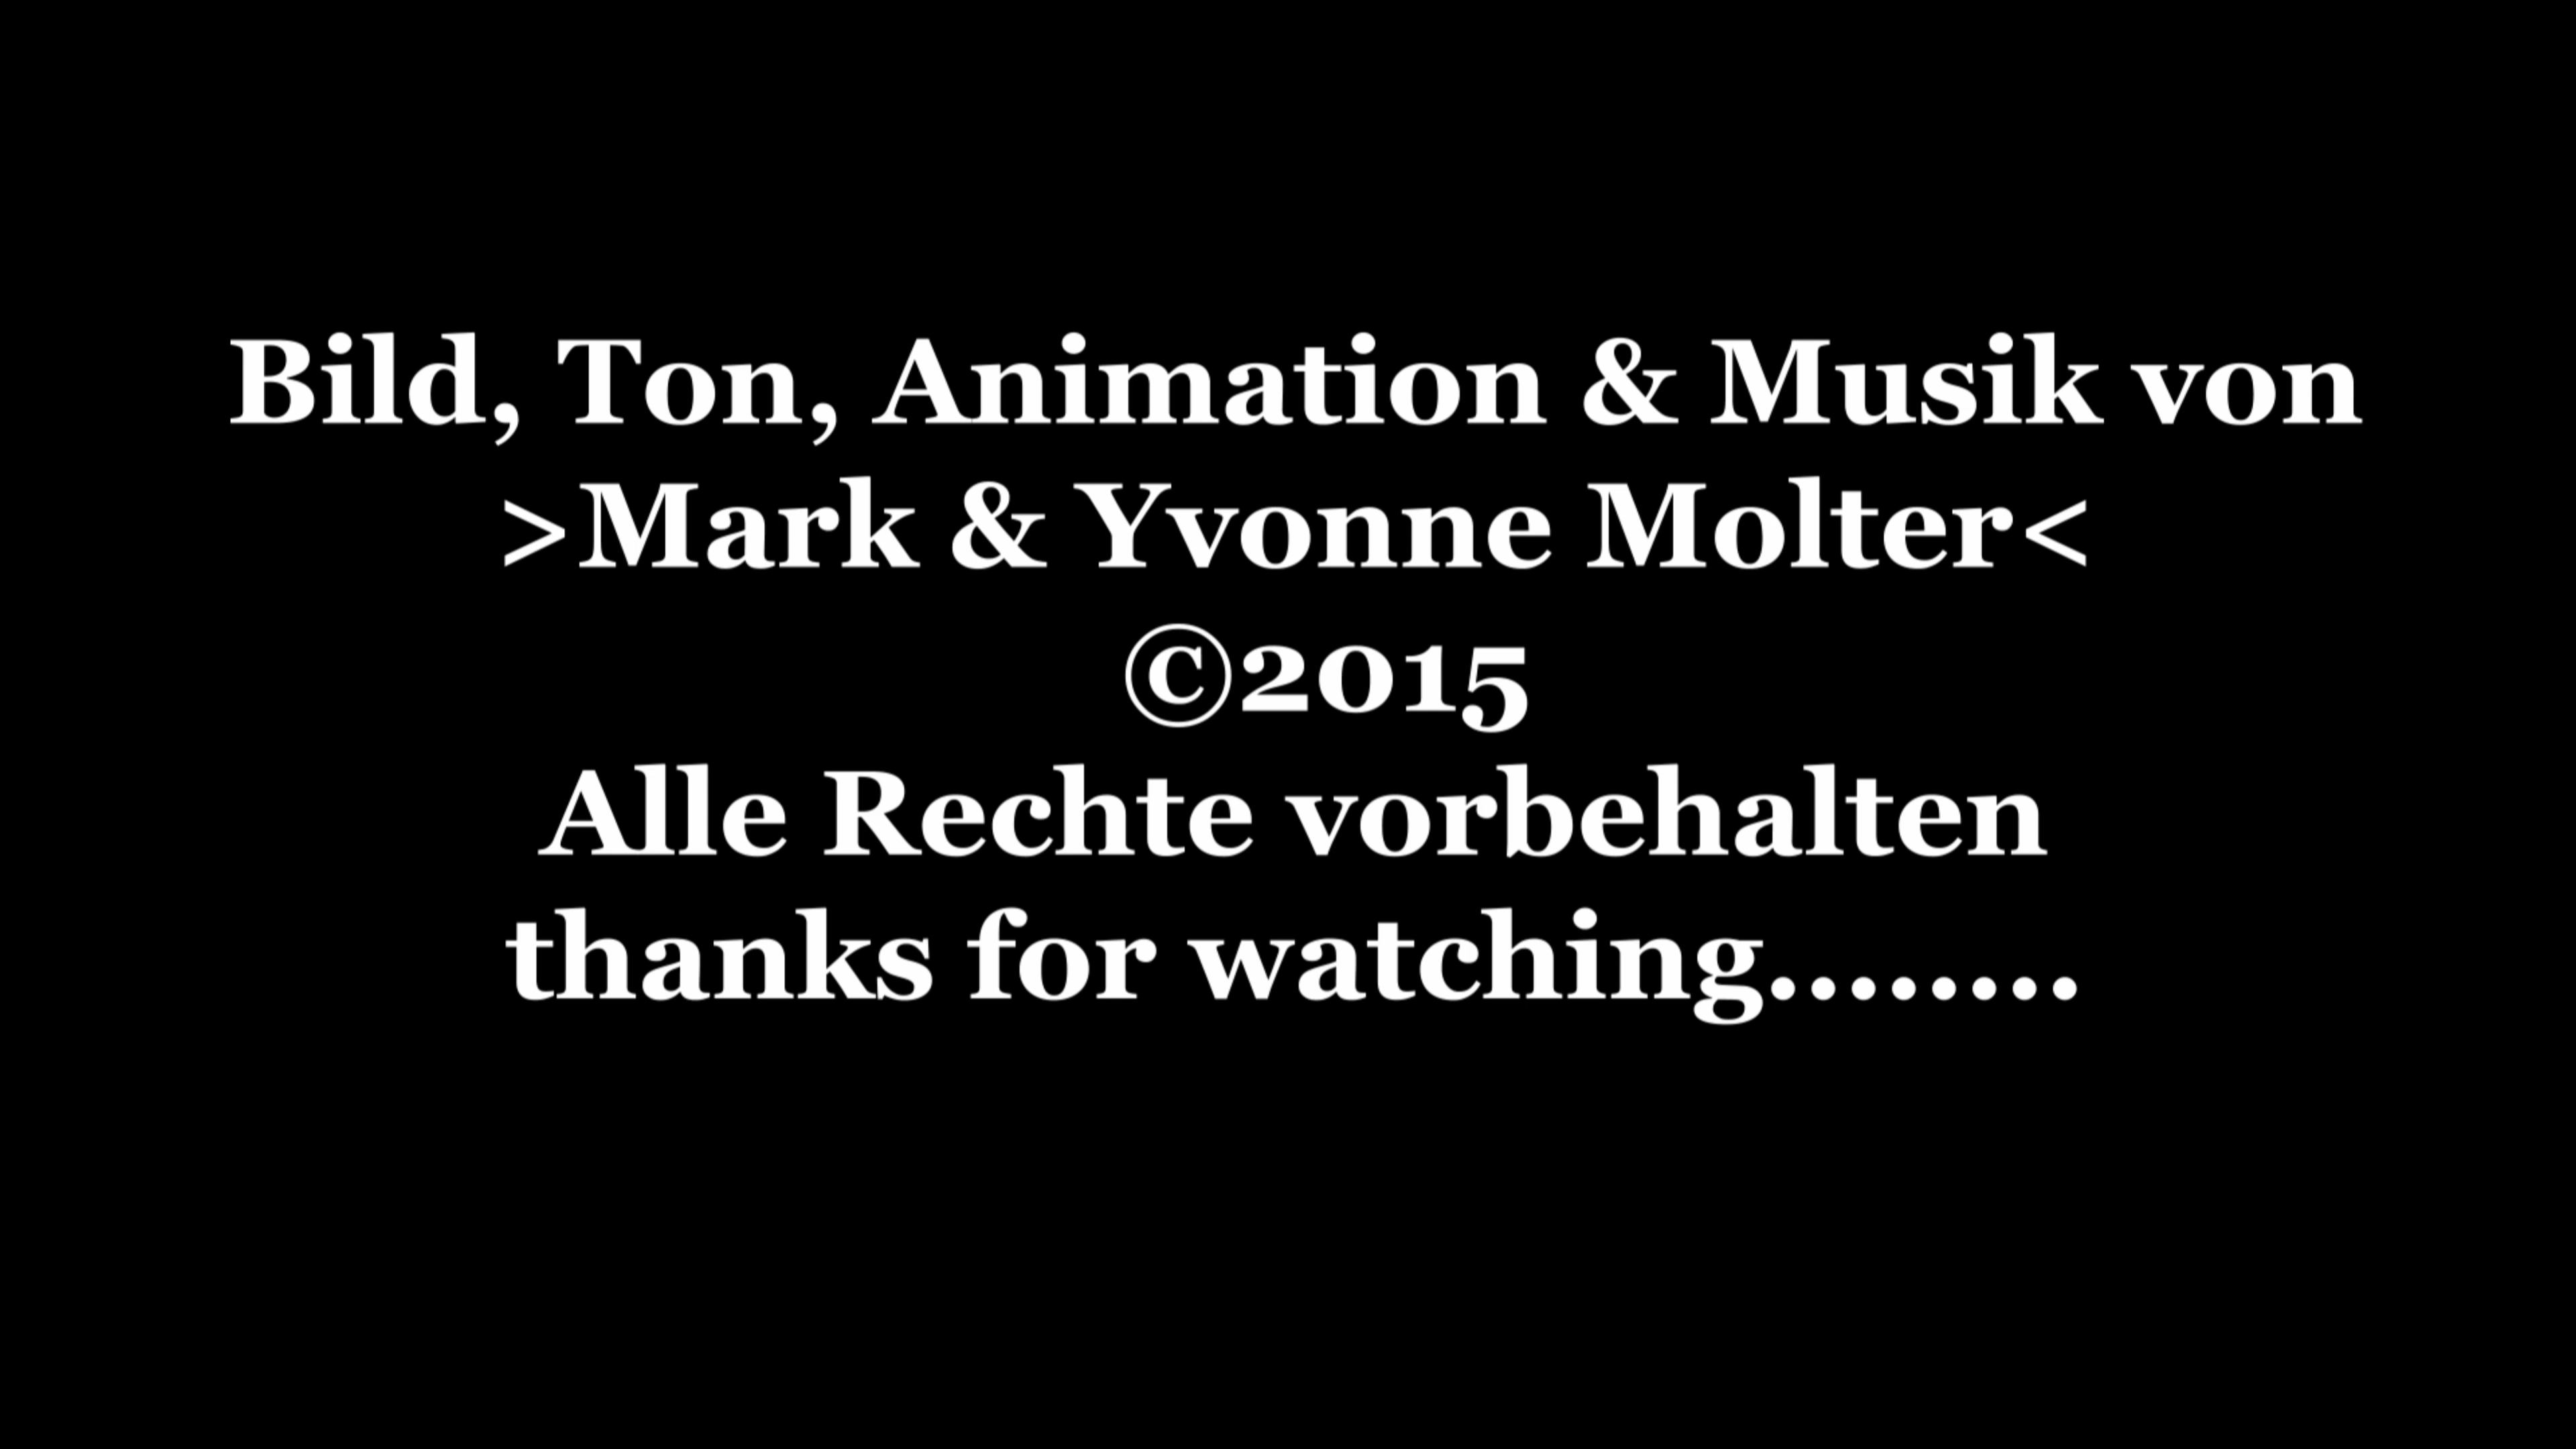 Bild, Ton, Animation & Musik von
>Mark & Yvonne Molter<
©2015
Alle Rechte vorbehalten
thanks for watching........